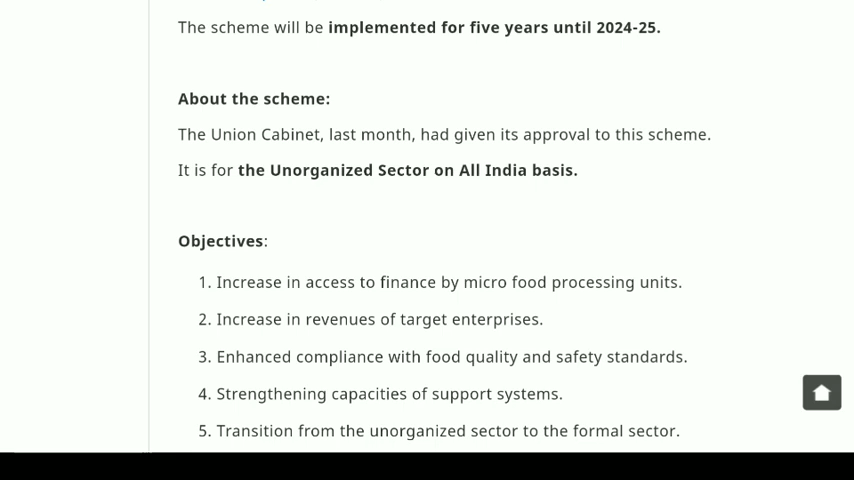 The scheme will be implemented for five years until 2024-25.
About the scheme:
The Union Cabinet, last month, had given its approval to this scheme.
It is for the Unorganized Sector on All India basis.
Objectives:
1. Increase in access to finance by micro food processing units.
2. Increase in revenues of target enterprises.
3. Enhanced compliance with food quality and safety standards.
4. Strengthening capacities of support systems.
5. Transition from the unorganized sector to the formal sector.